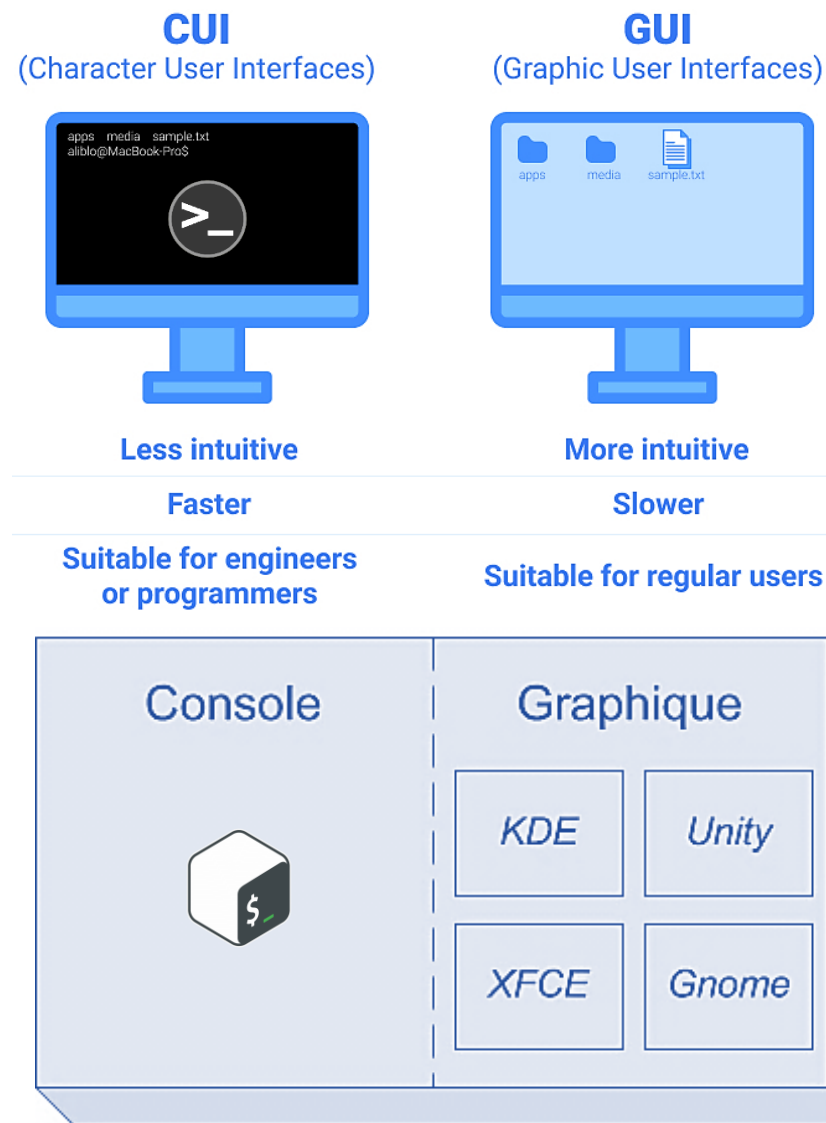 CUI
(Character User Interfaces)
GUI
(Graphic User Interfaces)
apps media sample.txt
aliblo@MacBook-Pro$
>_
apps media sample.txt
Less intuitive
More intuitive
Faster
Slower
Suitable for engineers
or programmers
Suitable for regular users
Console
Graphique
KDE
Unity
$_
XFCE
Gnome